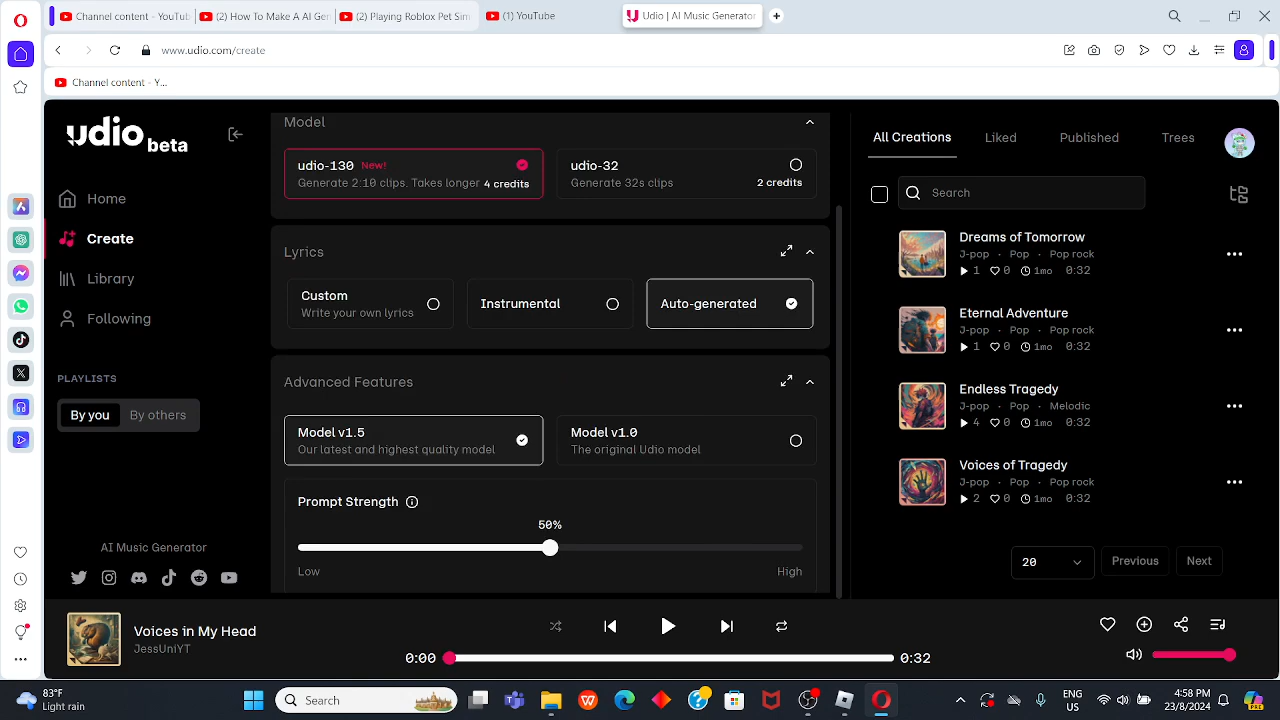 Channel content - YouTu
(2) How To Make A AI Ger
(2) Playing Roblox Pet Sim
(1) YouTube
Udio | AI Music Generator
www.udio.com/create
Channel content - Y...
udio beta
Home
Create
Library
Following
PLAYLISTS
By you
By others
AI Music Generator
Model
udio-130 New!
Generate 2:10 clips. Takes longer 4 credits
udio-32
Generate 32s clips
2 credits
Lyrics
Custom
Write your own lyrics
Instrumental
Auto-generated
Advanced Features
Model v1.5
Our latest and highest quality model
Model v1.0
The original Udio model
Prompt Strength
50%
Low
High
All Creations
Liked
Published
Trees
Search
Dreams of Tomorrow
J-pop · Pop · Pop rock
1 0 1mo 0:32
Eternal Adventure
J-pop · Pop · Pop rock
1 0 1mo 0:32
Endless Tragedy
J-pop · Pop · Melodic
4 0 1mo 0:32
Voices of Tragedy
J-pop · Pop · Pop rock
2 0 1mo 0:32
20
Previous
Next
Voices in My Head
JessUniYT
0:00
0:32
83°F
Light rain
Search
ENG
US
4:58 PM
23/8/2024